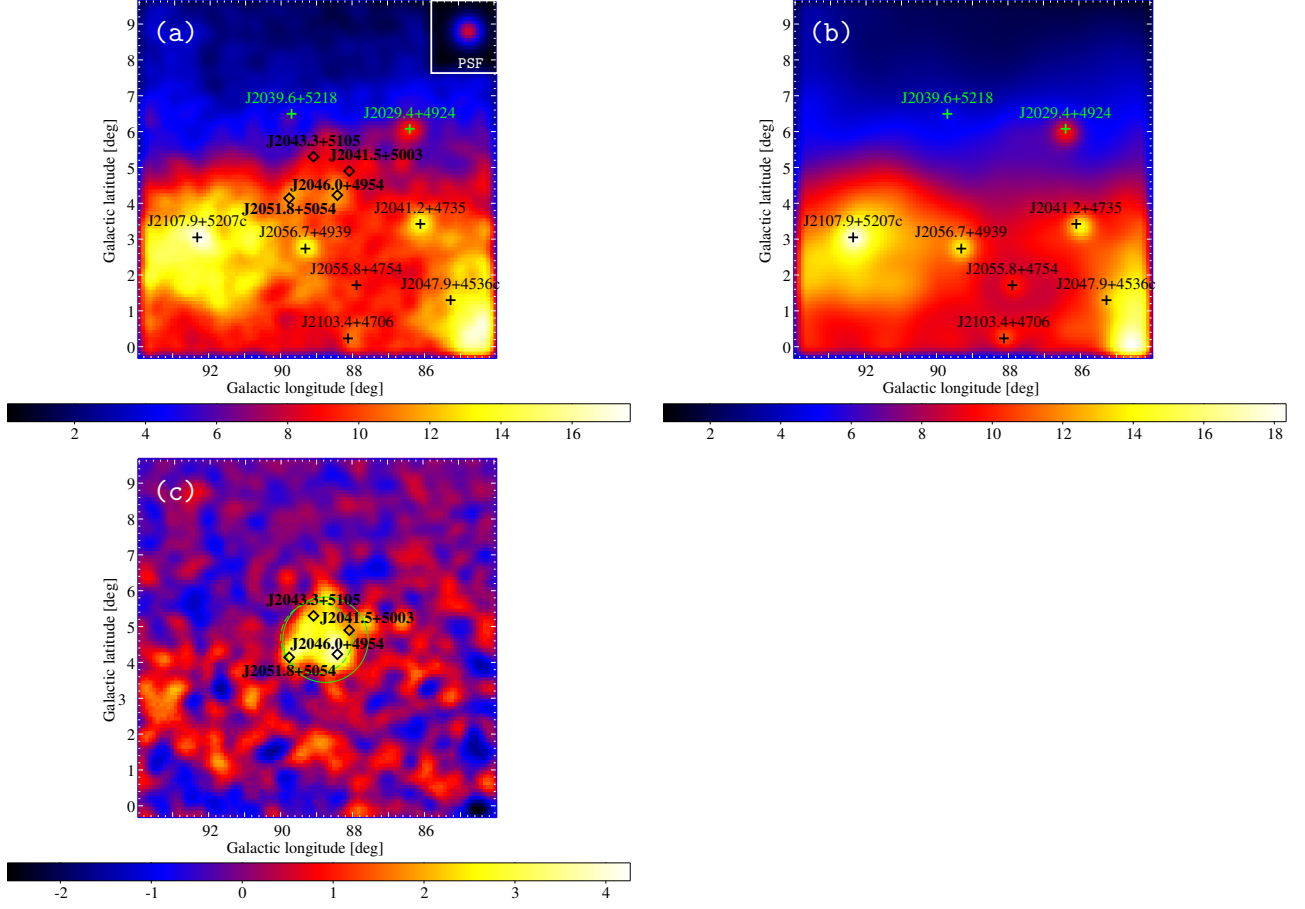 (a)
PSF
J2039.6+5218
J2029.4+4924
J2043.3+5105
J2041.5+5003
J2046.0+4954
J2051.8+5054
J2041.2+4735
J2107.9+5207c
J2056.7+4939
J2055.8+4754
J2047.9+4536c
J2103.4+4706
Galactic latitude [deg]
9
8
7
6
5
4
3
2
1
0
92 90 88 86
Galactic longitude [deg]
2 4 6 8 10 12 14 16
(b)
J2039.6+5218
J2029.4+4924
J2041.2+4735
J2107.9+5207c
J2056.7+4939
J2055.8+4754
J2047.9+4536c
J2103.4+4706
Galactic latitude [deg]
9
8
7
6
5
4
3
2
1
0
92 90 88 86
Galactic longitude [deg]
2 4 6 8 10 12 14 16 18
(c)
J2043.3+5105
J2041.5+5003
J2046.0+4954
J2051.8+5054
Galactic latitude [deg]
9
8
7
6
5
4
3
2
1
0
92 90 88 86
Galactic longitude [deg]
-2 -1 0 1 2 3 4